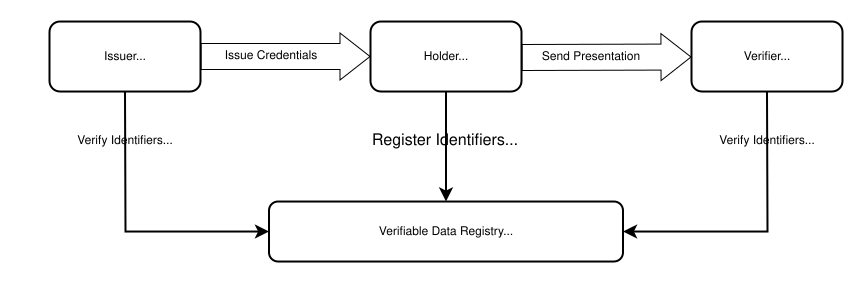 Issuer...
Issue Credentials
Holder...
Send Presentation
Verifier...
Verify Identifiers...
Register Identifiers...
Verify Identifiers...
Verifiable Data Registry...